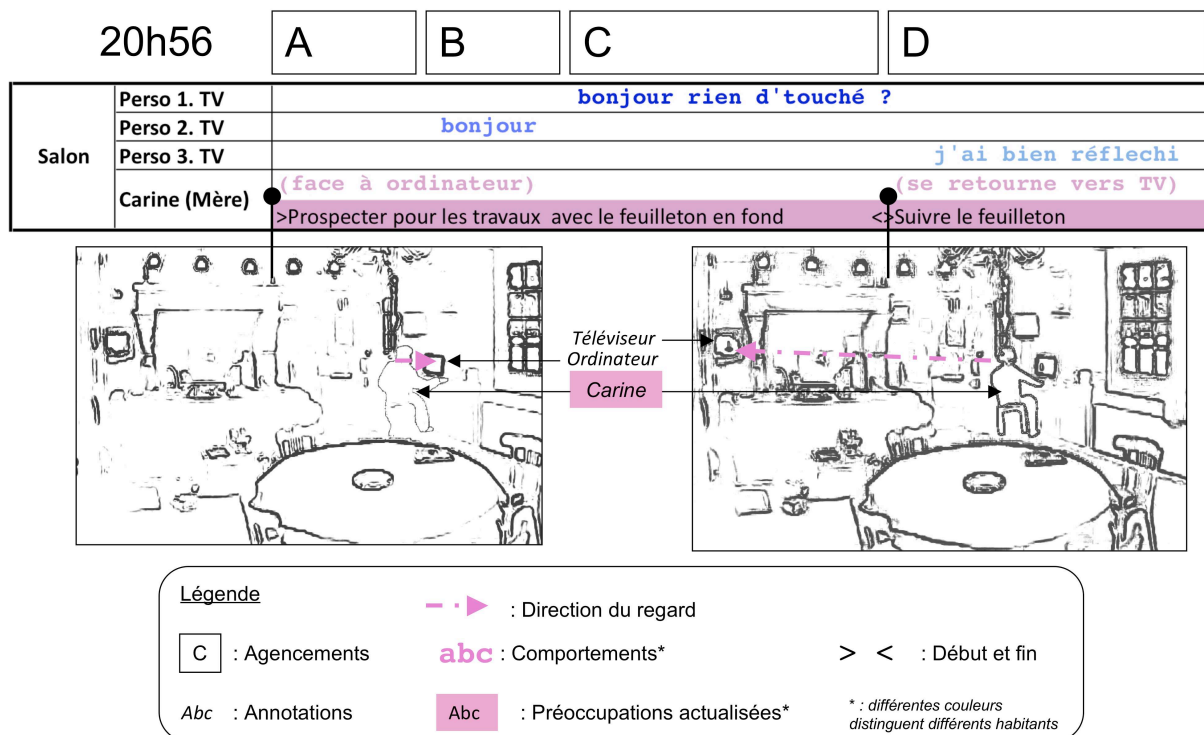 20h56 A B C D
Salon
Perso 1. TV bonjour rien d'touché ?
Perso 2. TV bonjour
Perso 3. TV j'ai bien réflechi
Carine (Mère) (face à ordinateur) (se retourne vers TV)
>Prospecter pour les travaux avec le feuilleton en fond <>Suivre le feuilleton
Téléviseur
Ordinateur
Carine
Légende
: Direction du regard
C : Agencements abc : Comportements* > < : Début et fin
Abc : Annotations Abc : Préoccupations actualisées* * : différentes couleurs
distinguent différents habitants